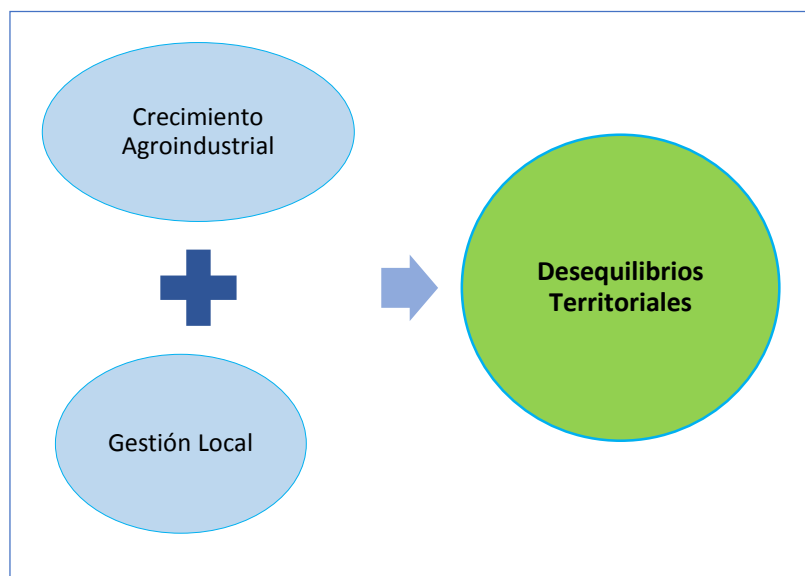 Crecimiento
Agroindustrial
Desequilibrios
Territoriales
Gestión Local